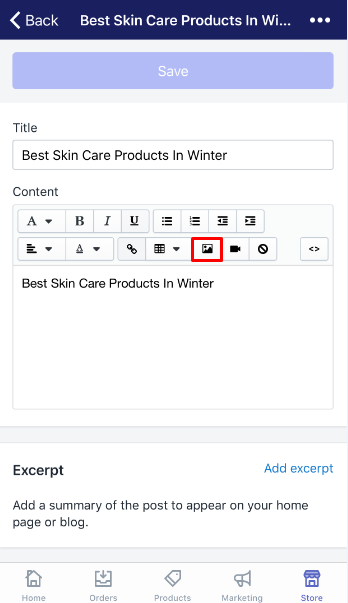 Back Best Skin Care Products In Wi...
Save
Title
Best Skin Care Products In Winter
Content
A B I U
A <>
Best Skin Care Products In Winter
Excerpt Add excerpt
Add a summary of the post to appear on your home
page or blog.
Home Orders Products Marketing Store